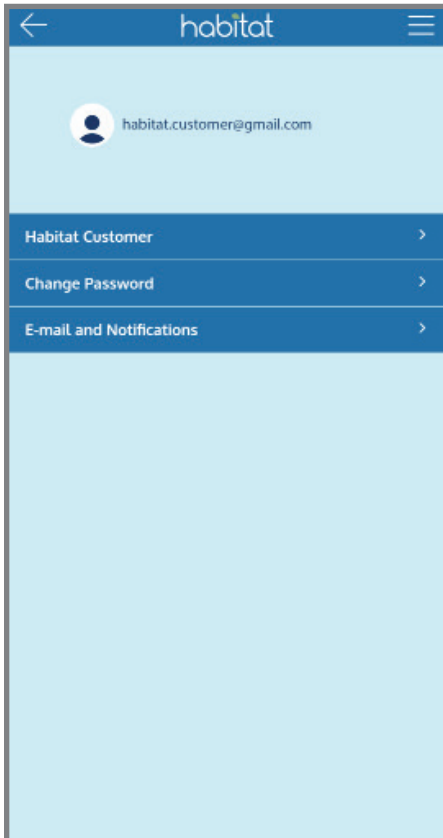 habitat
habitat.customer@gmail.com
Habitat Customer
Change Password
E-mail and Notifications